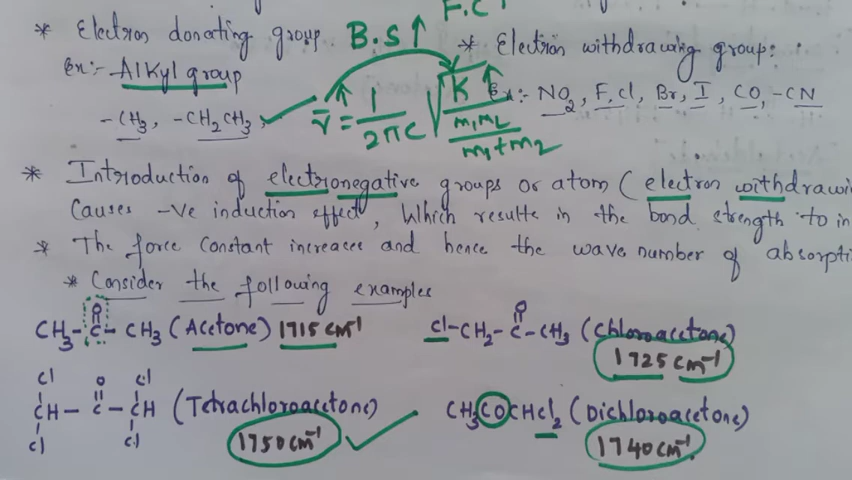 F.C
* Electron donating group. B.S↑ * Electron withdrawing group:
Ex:- Alkyl group
Ex:- NO2, F, Cl, Br, I, CO, -CN
-CH3, -CH2CH3,
ν̄↑ = 1/2πc √(K↑/(m1m2/(m1+m2)))
* Introduction of electronegative groups or atom (electron withdrawi
Causes -Ve induction effect, Which results in the bond strength to in
* The force constant increases and hence the wave number of absorpti
* Consider the following examples
CH3-C(=O)-CH3 (Acetone) 1715 cm-1
Cl-CH2-C(=O)-CH3 (Chloroacetone)
1725 cm-1
Cl O Cl
CH - C - CH (Tetrachloroacetone)
Cl Cl
1750 cm-1
CH3COCHCl2 (Dichloroacetone)
1740 cm-1